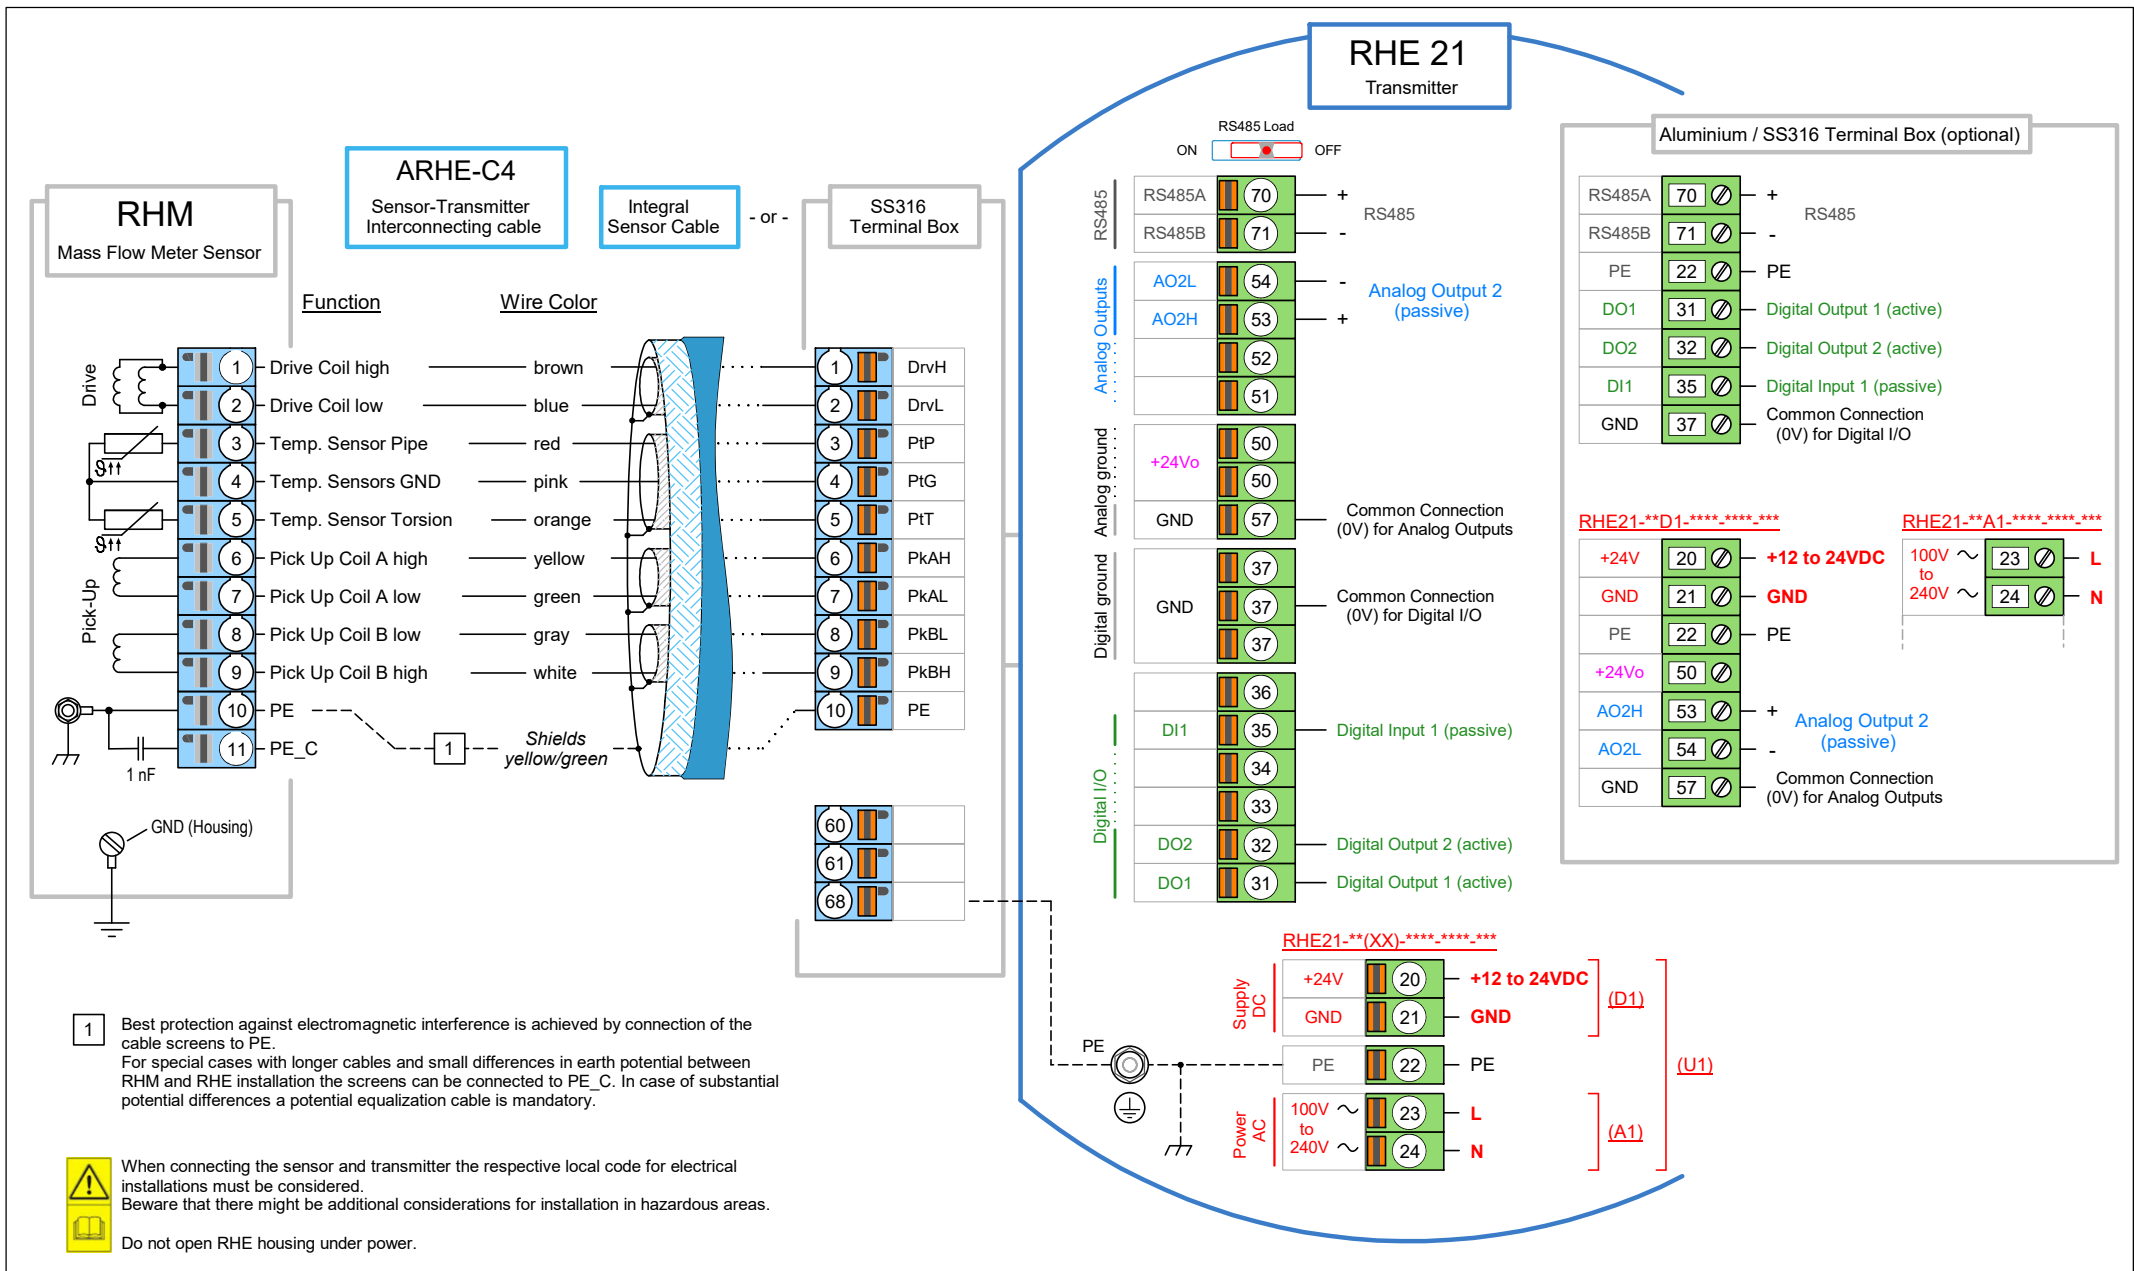 RHE 21
Transmitter
RHM
Mass Flow Meter Sensor
ARHE-C4
Sensor-Transmitter
Interconnecting cable
Integral
Sensor Cable
- or -
SS316
Terminal Box
Function
Wire Color
Drive
1 Drive Coil high brown 1 DrvH
2 Drive Coil low blue 2 DrvL
3 Temp. Sensor Pipe red 3 PtP
ϑ↑↑
4 Temp. Sensors GND pink 4 PtG
5 Temp. Sensor Torsion orange 5 PtT
ϑ↑↑
Pick-Up
6 Pick Up Coil A high yellow 6 PkAH
7 Pick Up Coil A low green 7 PkAL
8 Pick Up Coil B low gray 8 PkBL
9 Pick Up Coil B high white 9 PkBH
10 PE 10 PE
11 PE_C
1
Shields
yellow/green
1 nF
GND (Housing)
60
61
68
RS485 Load
ON OFF
RS485
RS485A 70 +
RS485B 71 -
RS485
Analog Outputs
AO2L 54 -
AO2H 53 +
Analog Output 2
(passive)
52
51
Analog ground
+24Vo
50
50
GND 57
Common Connection
(0V) for Analog Outputs
Digital ground
GND
37
37
37
Common Connection
(0V) for Digital I/O
Digital I/O
36
DI1 35 Digital Input 1 (passive)
34
33
DO2 32 Digital Output 2 (active)
DO1 31 Digital Output 1 (active)
RHE21-**(XX)-****-****-***
Supply
DC
+24V 20 +12 to 24VDC
GND 21 GND
(D1)
PE
PE 22 PE
(U1)
Power
AC
100V ~ 23 L
to
240V ~ 24 N
(A1)
Aluminium / SS316 Terminal Box (optional)
RS485A 70 +
RS485B 71 -
RS485
PE 22 PE
DO1 31 Digital Output 1 (active)
DO2 32 Digital Output 2 (active)
DI1 35 Digital Input 1 (passive)
GND 37
Common Connection
(0V) for Digital I/O
RHE21-**D1-****-****-***
+24V 20 +12 to 24VDC
GND 21 GND
PE 22 PE
+24Vo 50
AO2H 53 +
AO2L 54 -
Analog Output 2
(passive)
GND 57
Common Connection
(0V) for Analog Outputs
RHE21-**A1-****-****-***
100V ~ 23 L
to
240V ~ 24 N
1
Best protection against electromagnetic interference is achieved by connection of the
cable screens to PE.
For special cases with longer cables and small differences in earth potential between
RHM and RHE installation the screens can be connected to PE_C. In case of substantial
potential differences a potential equalization cable is mandatory.
When connecting the sensor and transmitter the respective local code for electrical
installations must be considered.
Beware that there might be additional considerations for installation in hazardous areas.
Do not open RHE housing under power.